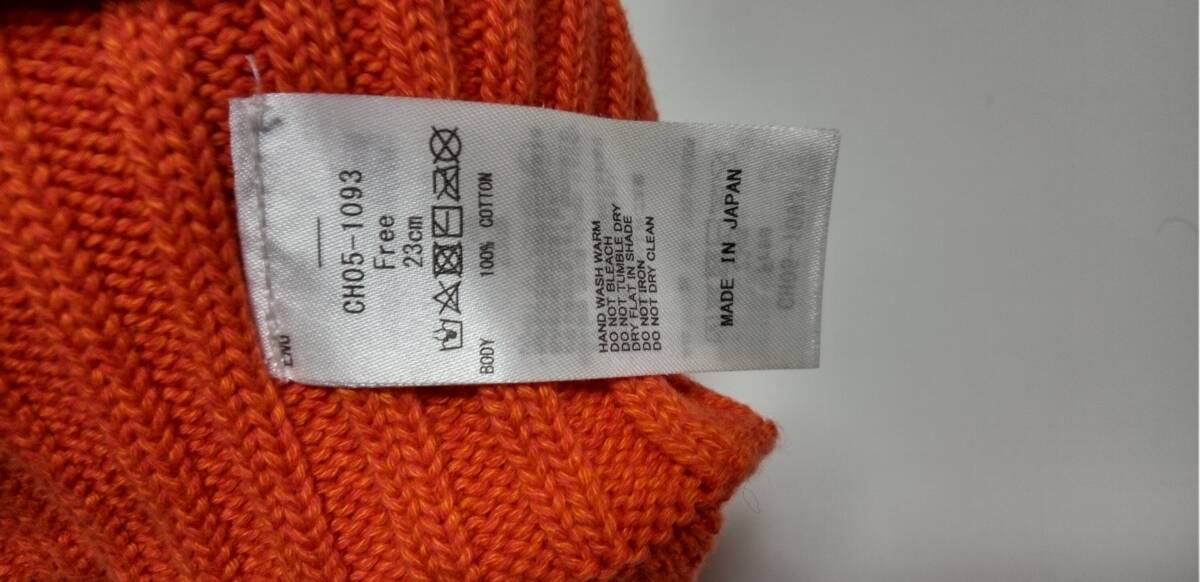 ENG
CH05-1093
Free
23cm
BODY 100% COTTON
HAND WASH WARM
DO NOT BLEACH
DO NOT TUMBLE DRY
DRY FLAT IN SHADE
DO NOT IRON
DO NOT DRY CLEAN
MADE IN JAPAN